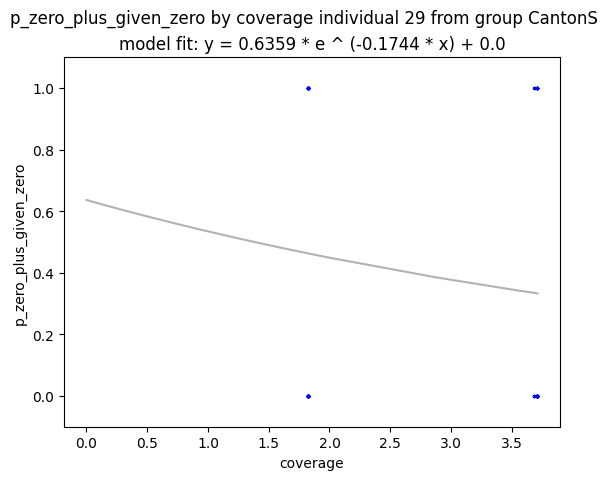 p_zero_plus_given_zero by coverage individual 29 from group CantonS
model fit: y = 0.6359 * e ^ (-0.1744 * x) + 0.0
1.0
0.8
0.6
0.4
0.2
0.0
p_zero_plus_given_zero
0.0 0.5 1.0 1.5 2.0 2.5 3.0 3.5
coverage